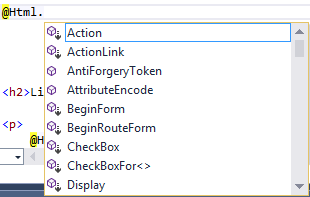 @Html.
Action
ActionLink
AntiForgeryToken
AttributeEncode
<h2>Li
BeginForm
BeginRouteForm
<p>
CheckBox
@H
CheckBoxFor<>
Display